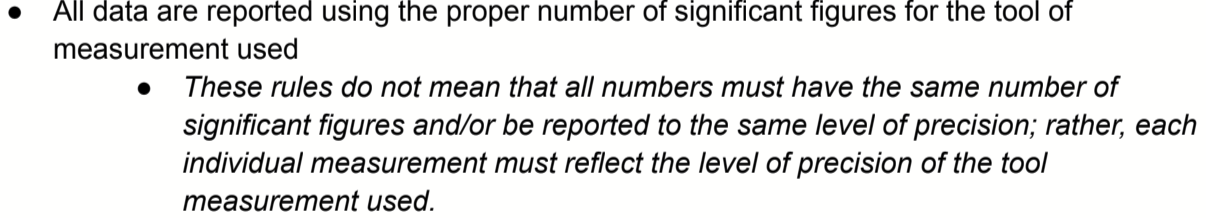 ● All data are reported using the proper number of significant figures for the tool of
measurement used
● These rules do not mean that all numbers must have the same number of
significant figures and/or be reported to the same level of precision; rather, each
individual measurement must reflect the level of precision of the tool
measurement used.